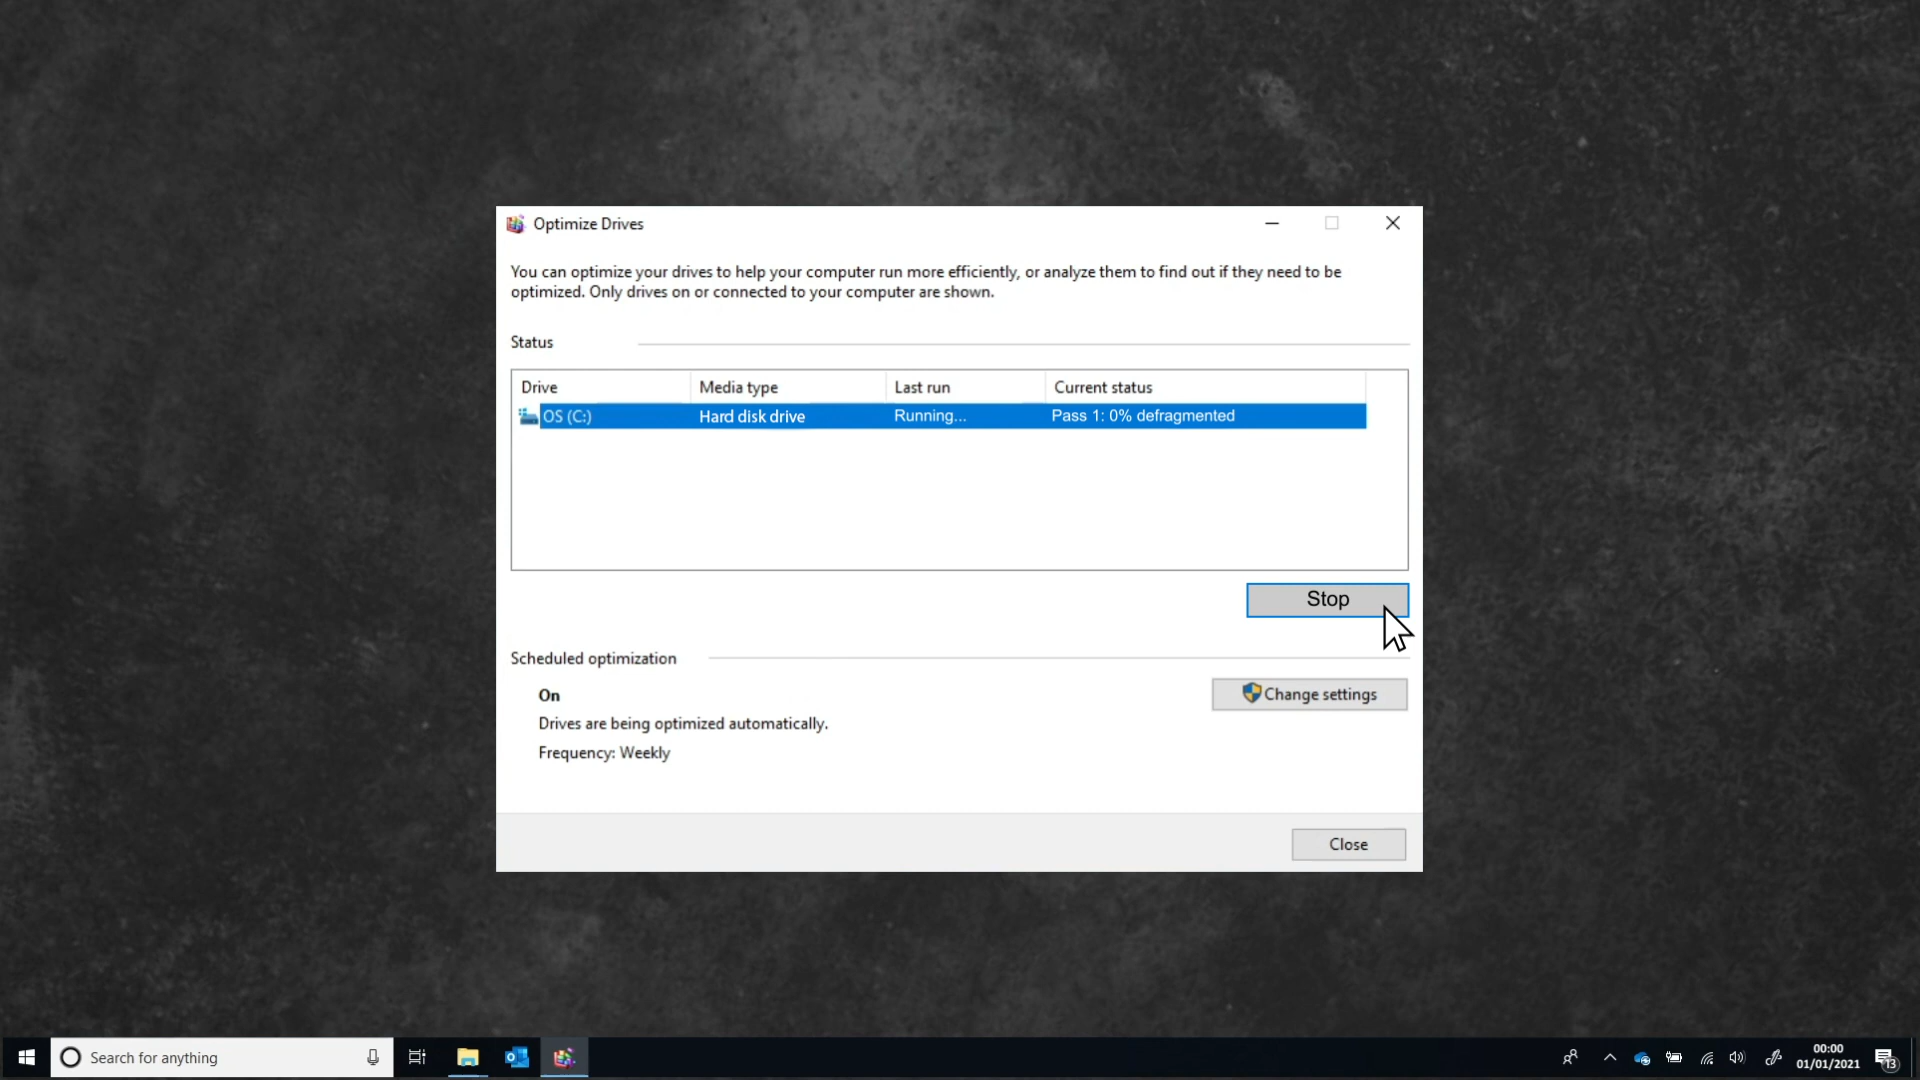 Optimize Drives
You can optimize your drives to help your computer run more efficiently, or analyze them to find out if they need to be
optimized. Only drives on or connected to your computer are shown.
Status
Drive Media type Last run Current status
OS (C:) Hard disk drive Running... Pass 1: 0% defragmented
Stop
Scheduled optimization
On
Change settings
Drives are being optimized automatically.
Frequency: Weekly
Close
Search for anything
00:00
01/01/2021
13